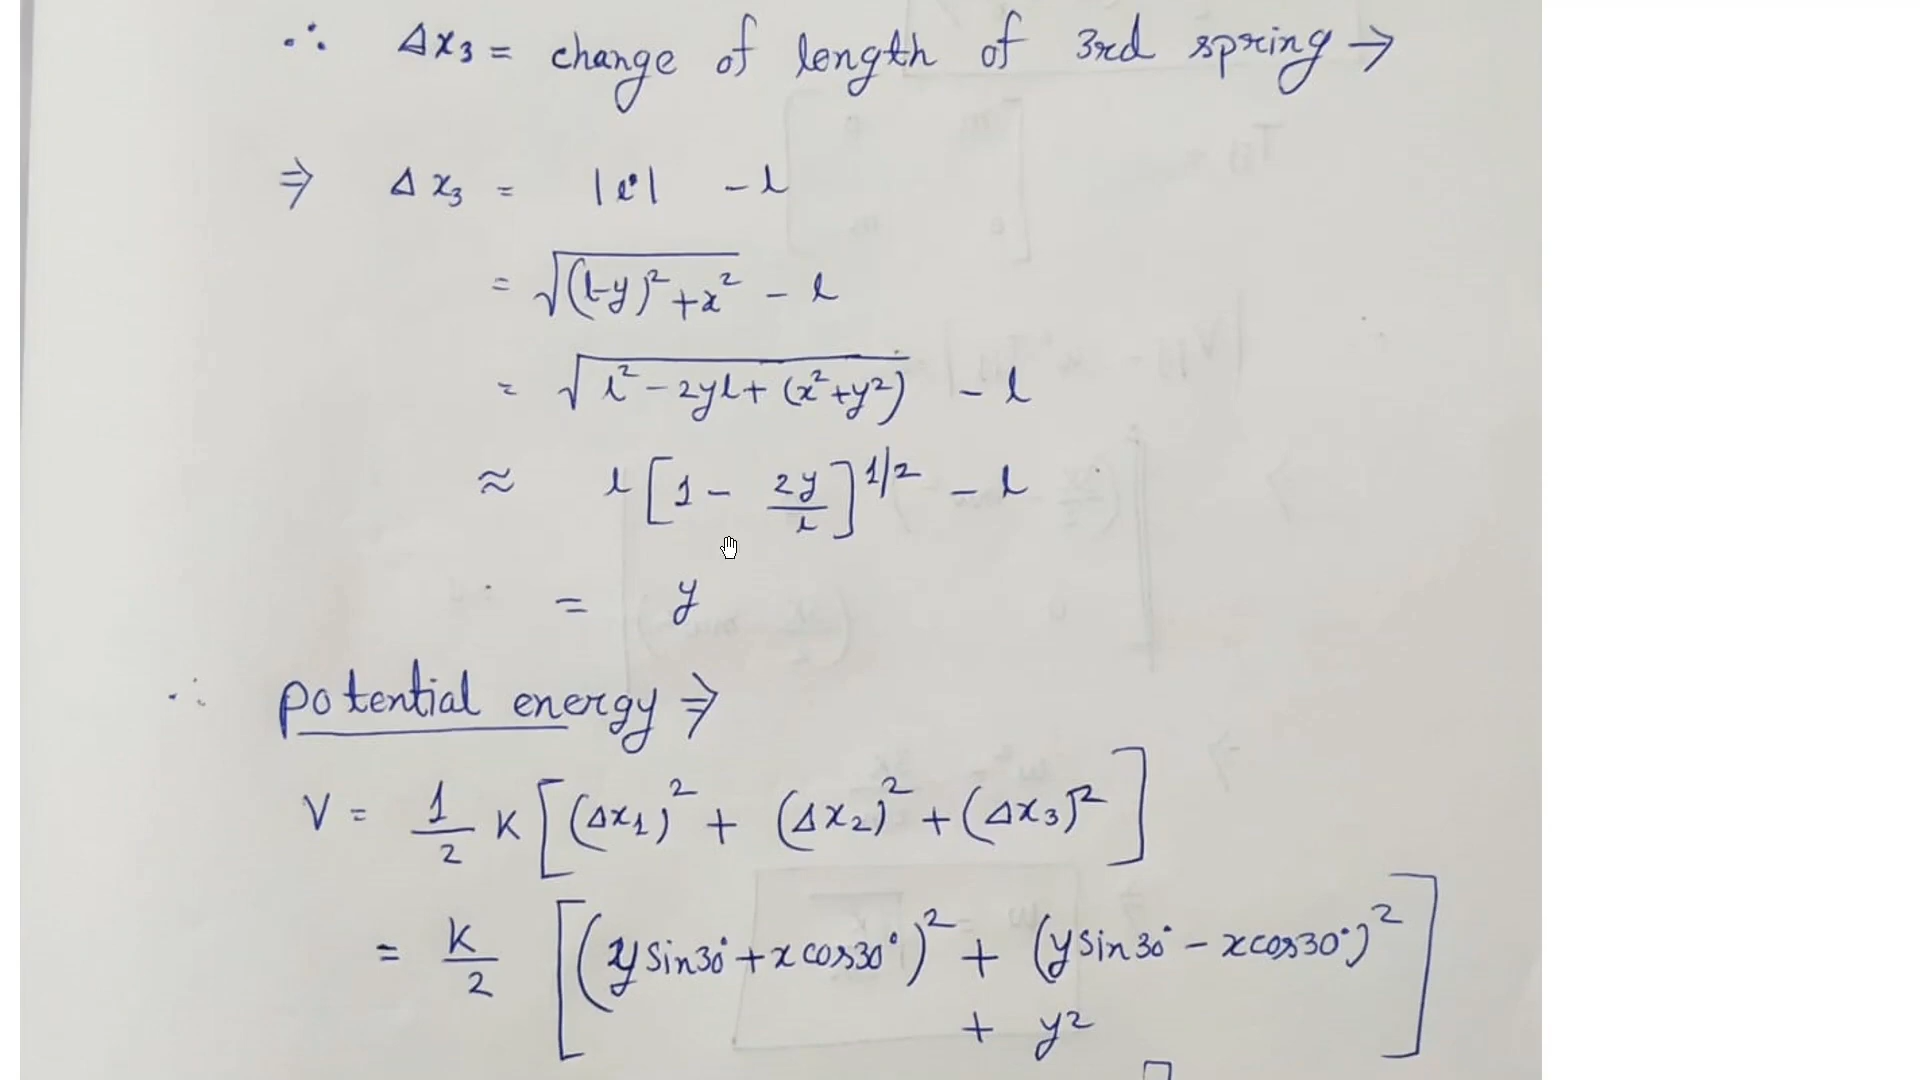 ∴ Δx₃ = change of length of 3rd spring →
⇒ Δx₃ = |l'| - l
= √((l-y)² + x²) - l
= √(l² - 2yl + (x² + y²)) - l
≈ l [1 - 2y/l]^1/2 - l
= y
∴ potential energy ⇒
V = 1/2 K [(Δx₁)² + (Δx₂)² + (Δx₃)²]
= K/2 [(y sin30° + x cos30°)² + (y sin30° - x cos30°)²
+ y²]